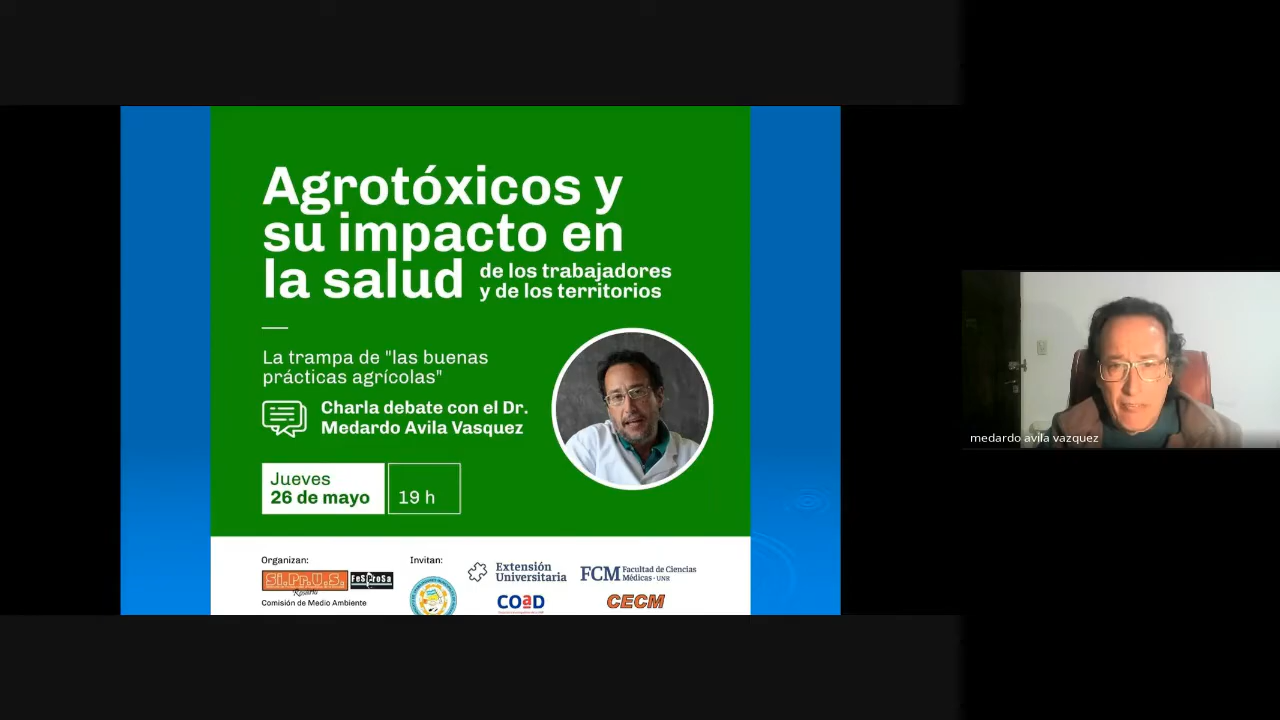 Agrotóxicos y
su impacto en
la salud de los trabajadores
y de los territorios
La trampa de "las buenas
prácticas agrícolas"
Charla debate con el Dr.
Medardo Avila Vasquez
Jueves
26 de mayo
19 h
Organizan:
Si.Pr.U.S.
Rosario
FeSProSa
Comisión de Medio Ambiente
Invitan:
Extensión
Universitaria
FCM Facultad de Ciencias
Médicas · UNR
COaD
CECM
medardo avila vazquez